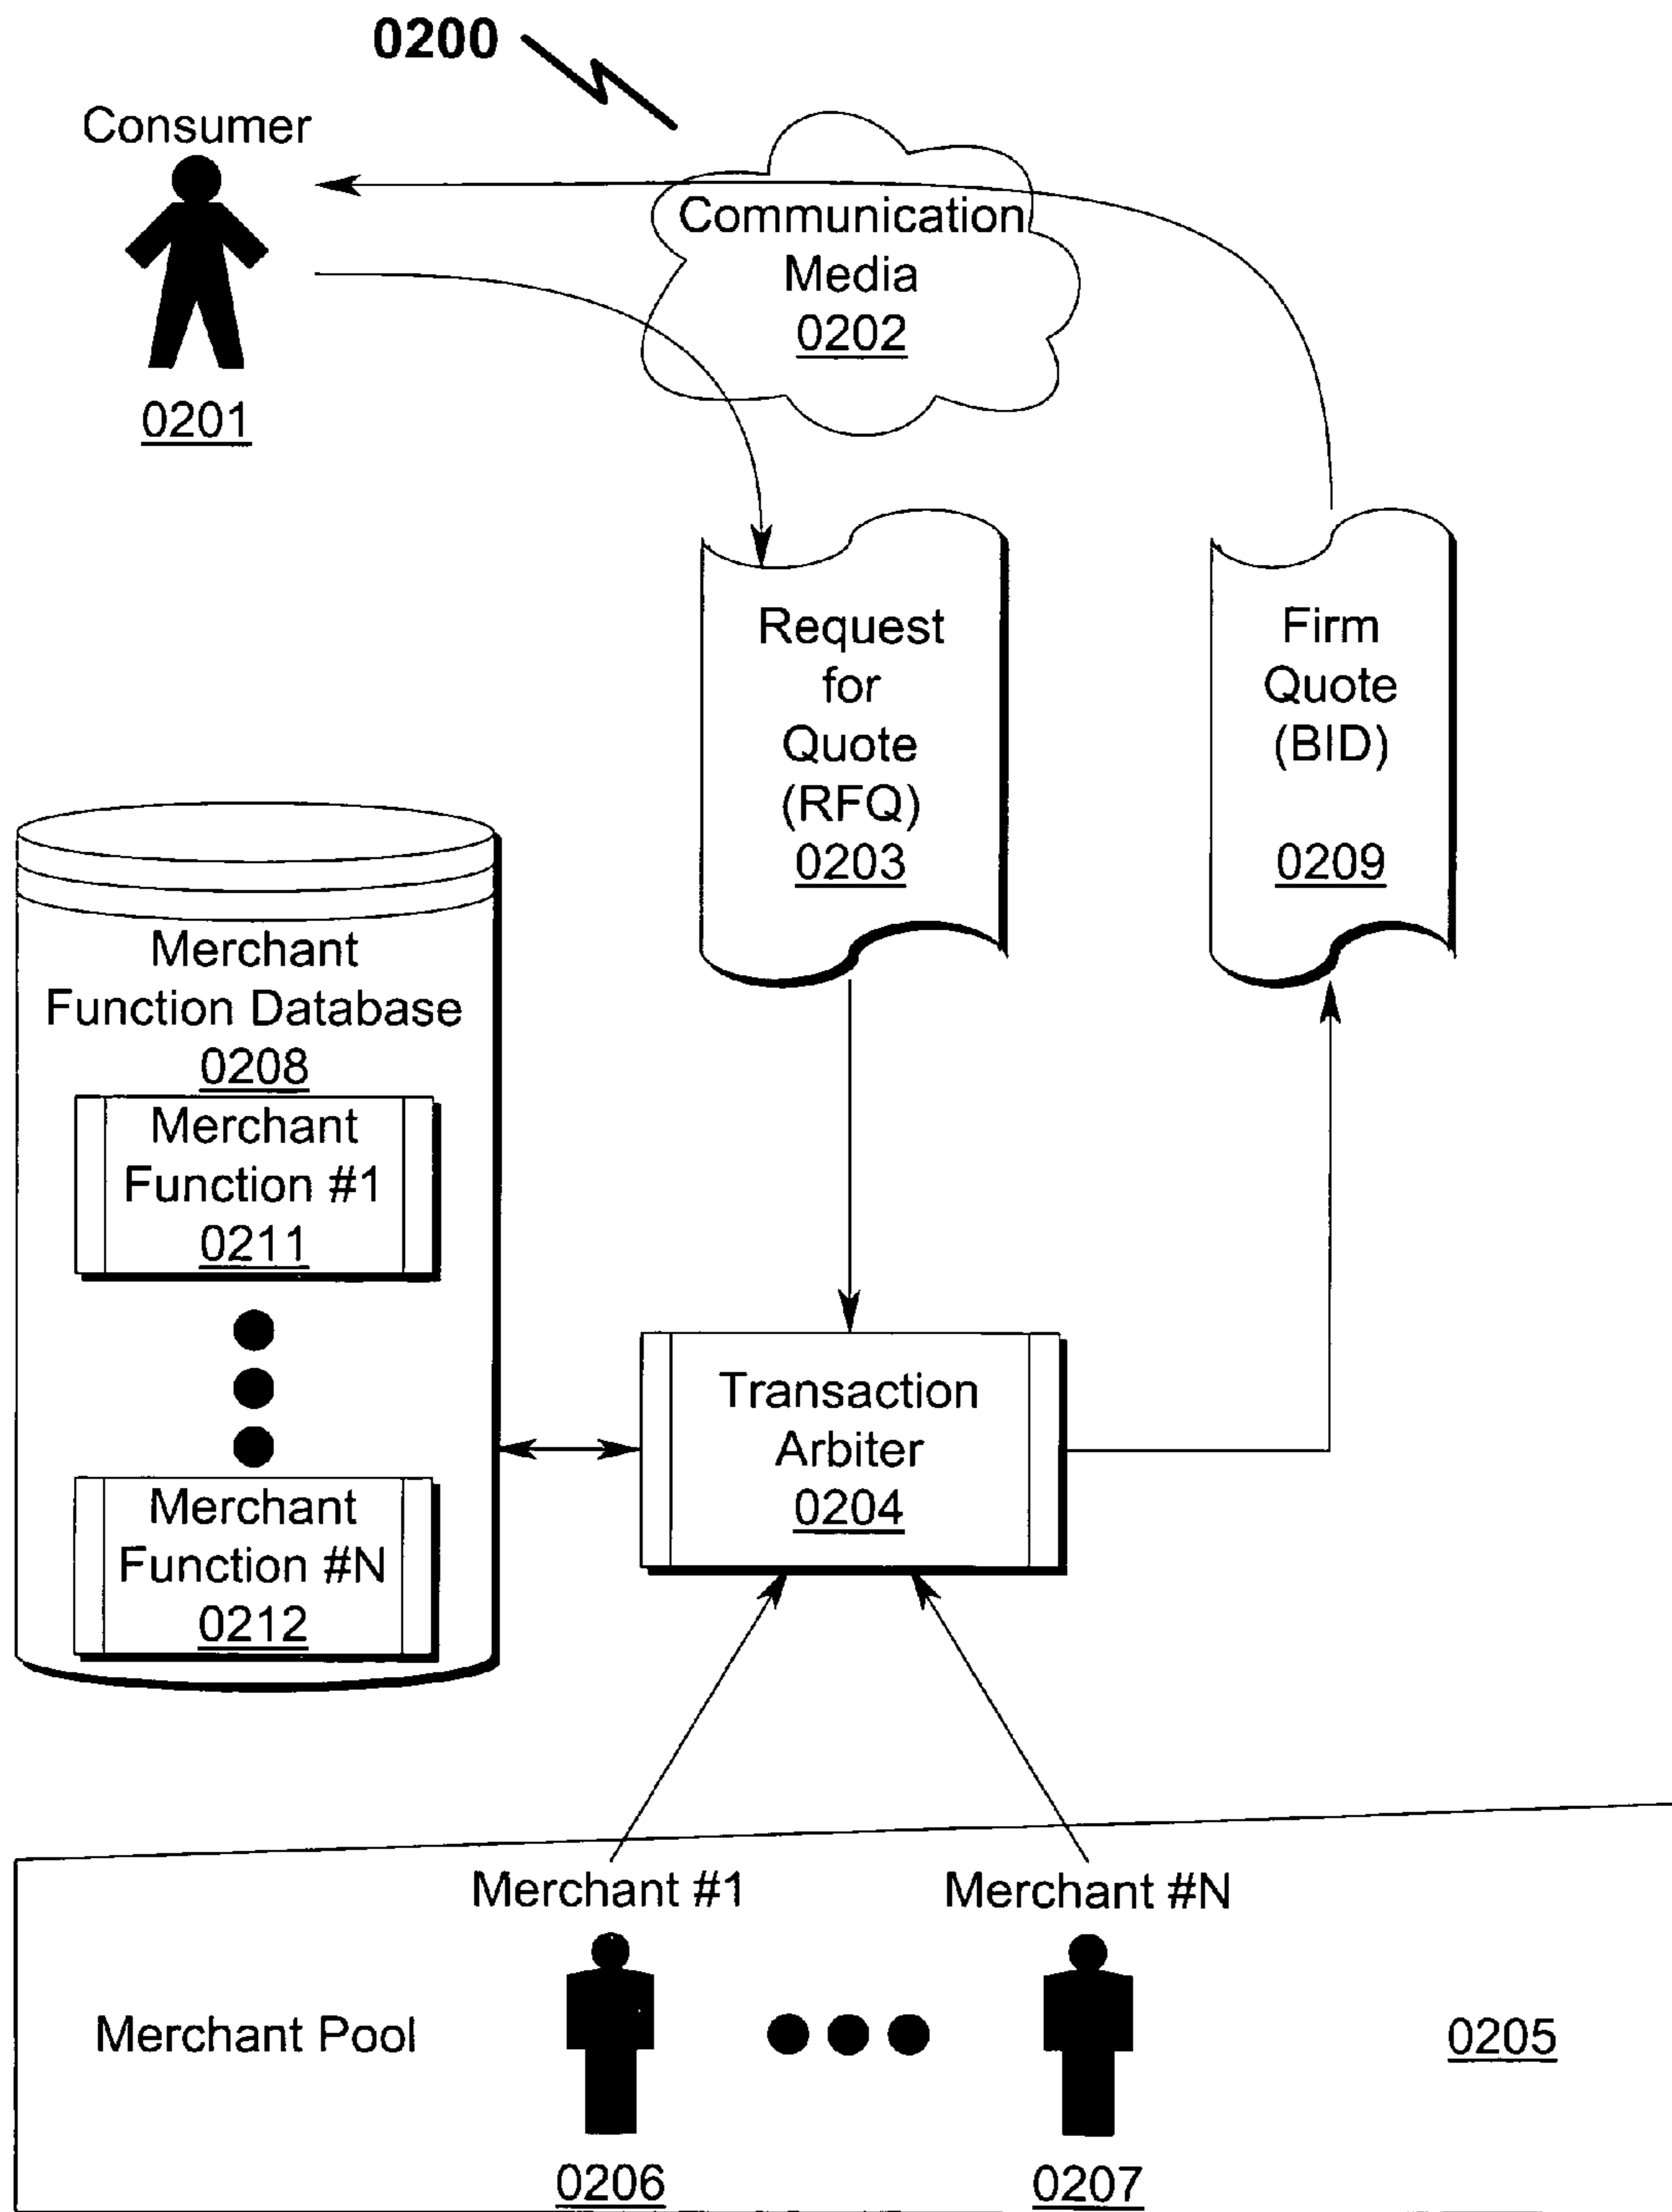 0200
Consumer
0201
Communication
Media
0202
Request
for
Quote
(RFQ)
0203
Firm
Quote
(BID)
0209
Merchant
Function Database
0208
Merchant
Function #1
0211
Merchant
Function #N
0212
Transaction
Arbiter
0204
Merchant #1
Merchant #N
Merchant Pool
0205
0206
0207